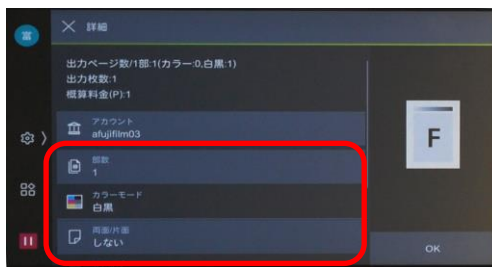 詳細
出力ページ数/1部:1(カラー:0,白黒:1)
出力枚数:1
概算料金(P):1
アカウント
afujifilm03
部数
1
カラーモード
白黒
両面/片面
しない
F
OK